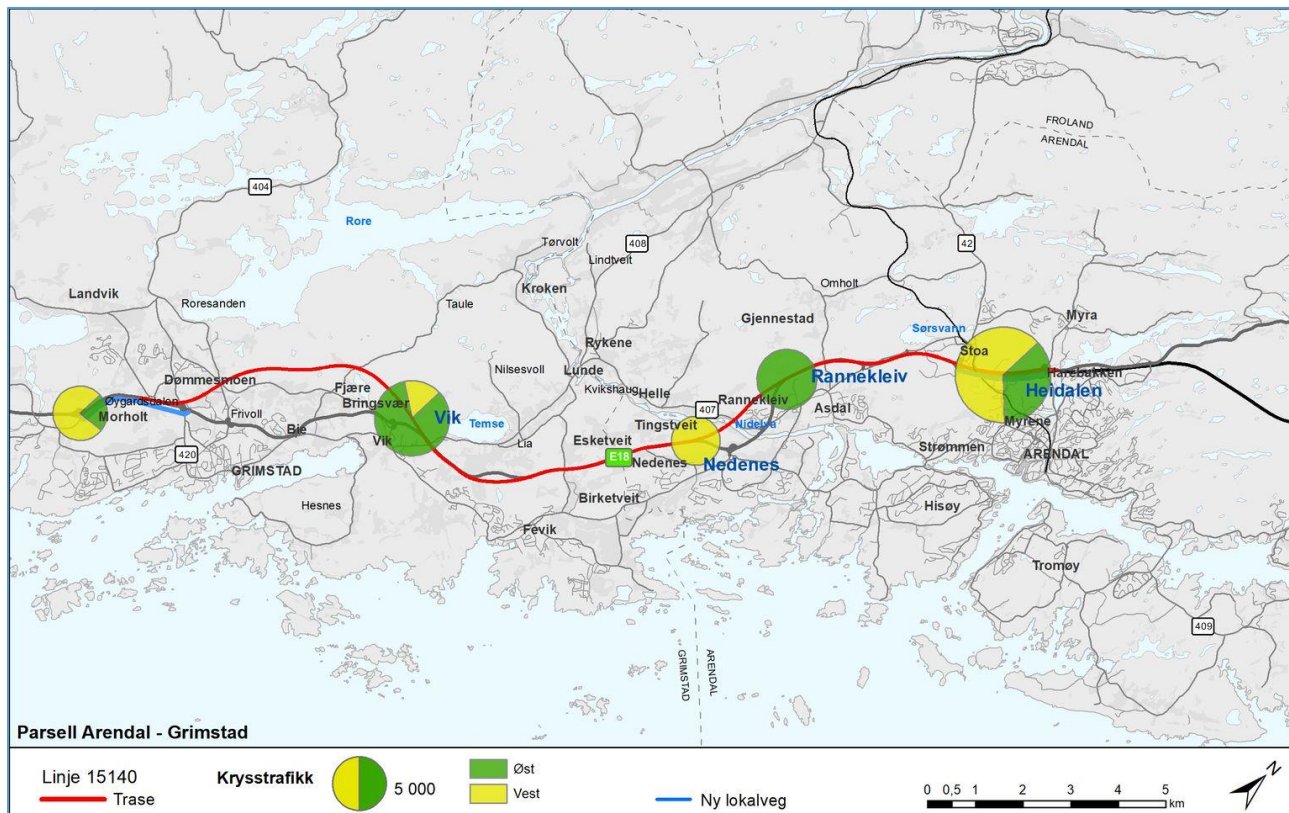 FROLAND
ARENDAL
404
Rore
408
42
Tørvolt
Lindtveit
Krøken
Omholt
Landvik
Roresanden
Taule
Gjennestad
Sørsvann
Myra
Rykene
Stoa
Nilsesvoll
Lunde
Dømmesmoen
Fjære
Kvikshaug
Helle
Rannekleiv
Harebakken
Bringsvær
Rannekleiv
Heidalen
Øygardsdalen
Morholt
Frivoll
Vik
407
Asdal
Temse
Tingstveit
Nidelva
Myrene
Bie
Vik
Lia
Esketveit
Strømmen
ARENDAL
420
E18
Nedenes
Nedenes
GRIMSTAD
Birketveit
Hesnes
Hisøy
Fevik
Tromøy
409
GRIMSTAD
ARENDAL
Parsell Arendal - Grimstad
Linje 15140
Trase
Krysstrafikk
5 000
Øst
Vest
Ny lokalveg
0 0,5 1 2 3 4 5
km
N